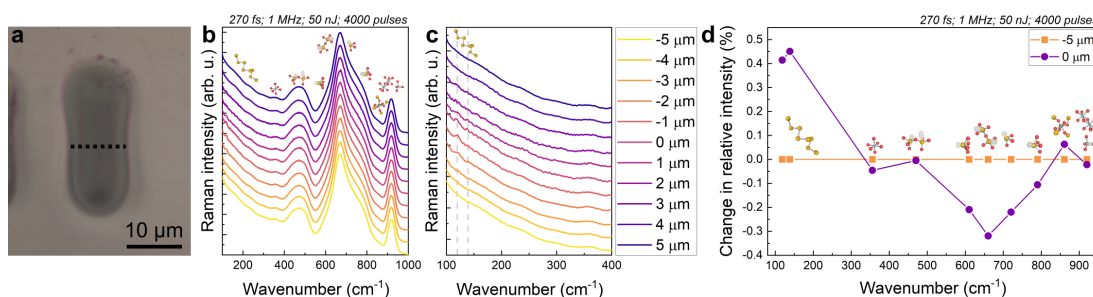 a
10 μm
270 fs; 1 MHz; 50 nJ; 4000 pulses
b
Raman intensity (arb. u.)
200 400 600 800 1000
Wavenumber (cm-1)
c
Raman intensity (arb. u.)
100 200 300 400
Wavenumber (cm-1)
-5 μm
-4 μm
-3 μm
-2 μm
-1 μm
0 μm
1 μm
2 μm
3 μm
4 μm
5 μm
270 fs; 1 MHz; 50 nJ; 4000 pulses
d
Change in relative intensity (%)
0.5
0.4
0.3
0.2
0.1
0.0
-0.1
-0.2
-0.3
-0.4
100 200 300 400 500 600 700 800 900
Wavenumber (cm-1)
-5 μm
0 μm